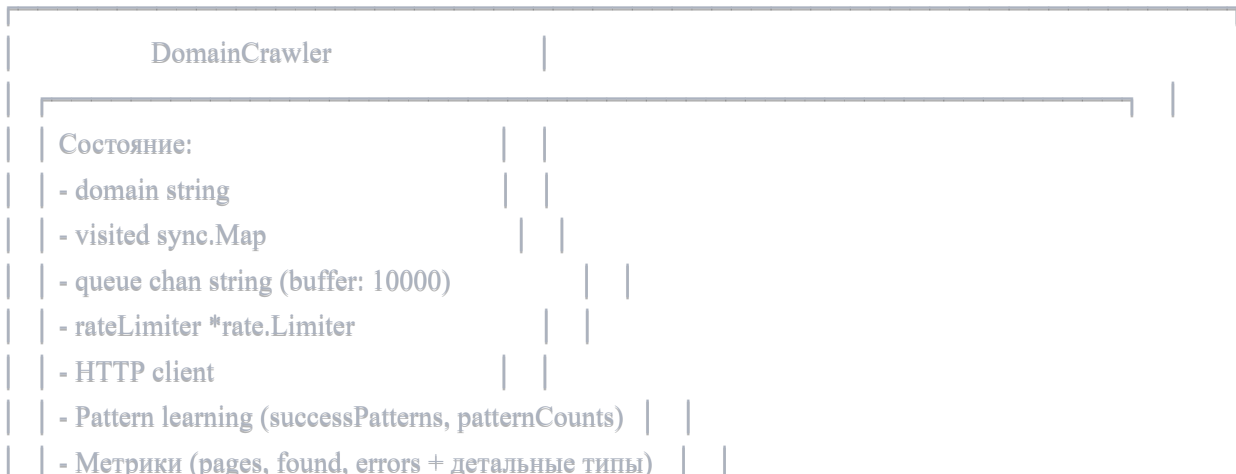 DomainCrawler
Состояние:
- domain string
- visited sync.Map
- queue chan string (buffer: 10000)
- rateLimiter *rate.Limiter
- HTTP client
- Pattern learning (successPatterns, patternCounts)
- Метрики (pages, found, errors + детальные типы)